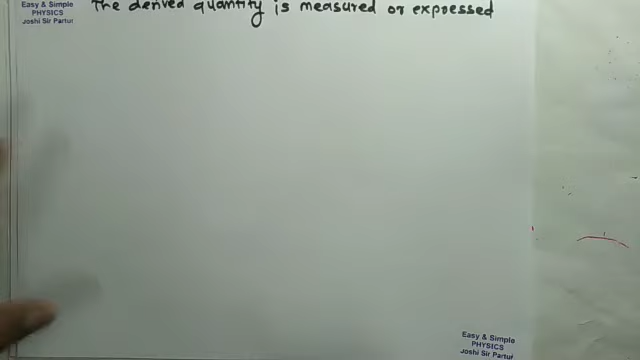 Easy & Simple
PHYSICS
Joshi Sir Partur
The derived quantity is measured or expressed
Easy & Simple
PHYSICS
Joshi Sir Partur